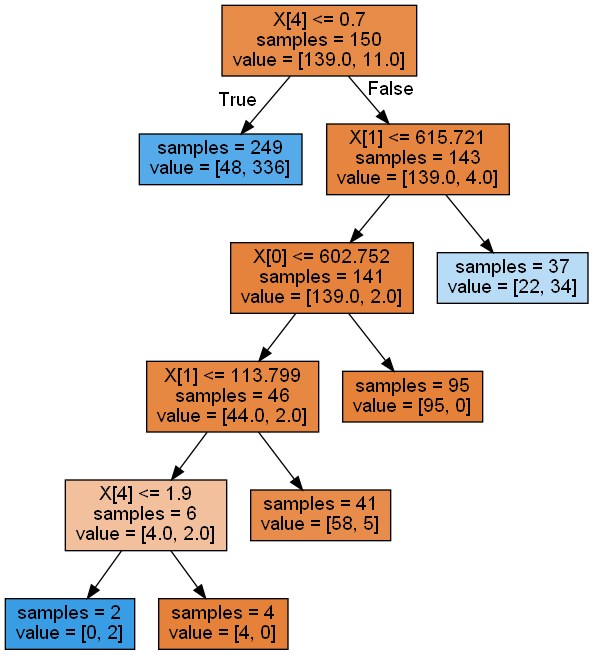 X[4] <= 0.7
samples = 150
value = [139.0, 11.0]
True
False
samples = 249
value = [48, 336]
X[1] <= 615.721
samples = 143
value = [139.0, 4.0]
X[0] <= 602.752
samples = 141
value = [139.0, 2.0]
samples = 37
value = [22, 34]
X[1] <= 113.799
samples = 46
value = [44.0, 2.0]
samples = 95
value = [95, 0]
X[4] <= 1.9
samples = 6
value = [4.0, 2.0]
samples = 41
value = [58, 5]
samples = 2
value = [0, 2]
samples = 4
value = [4, 0]